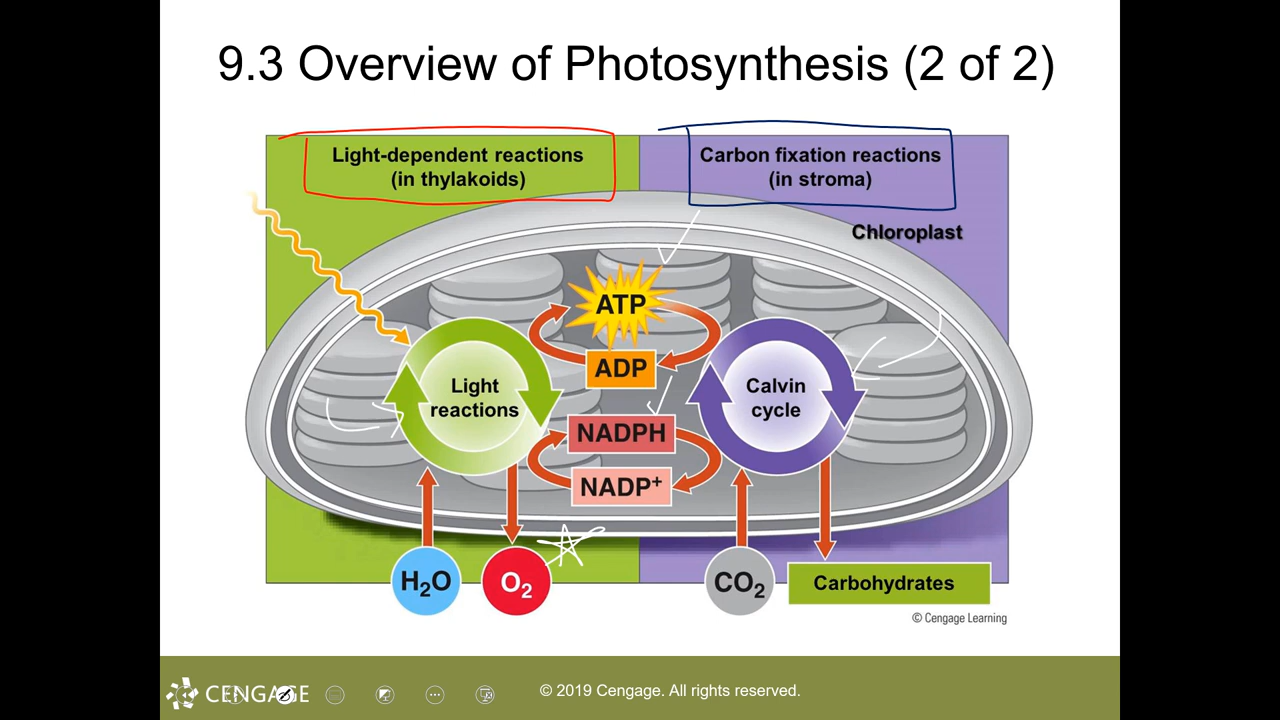 9.3 Overview of Photosynthesis (2 of 2)
Light-dependent reactions
(in thylakoids)
Carbon fixation reactions
(in stroma)
Chloroplast
ATP
ADP
Light
reactions
Calvin
cycle
NADPH
NADP⁺
H₂O
O₂
CO₂
Carbohydrates
© Cengage Learning
CENGAGE
© 2019 Cengage. All rights reserved.